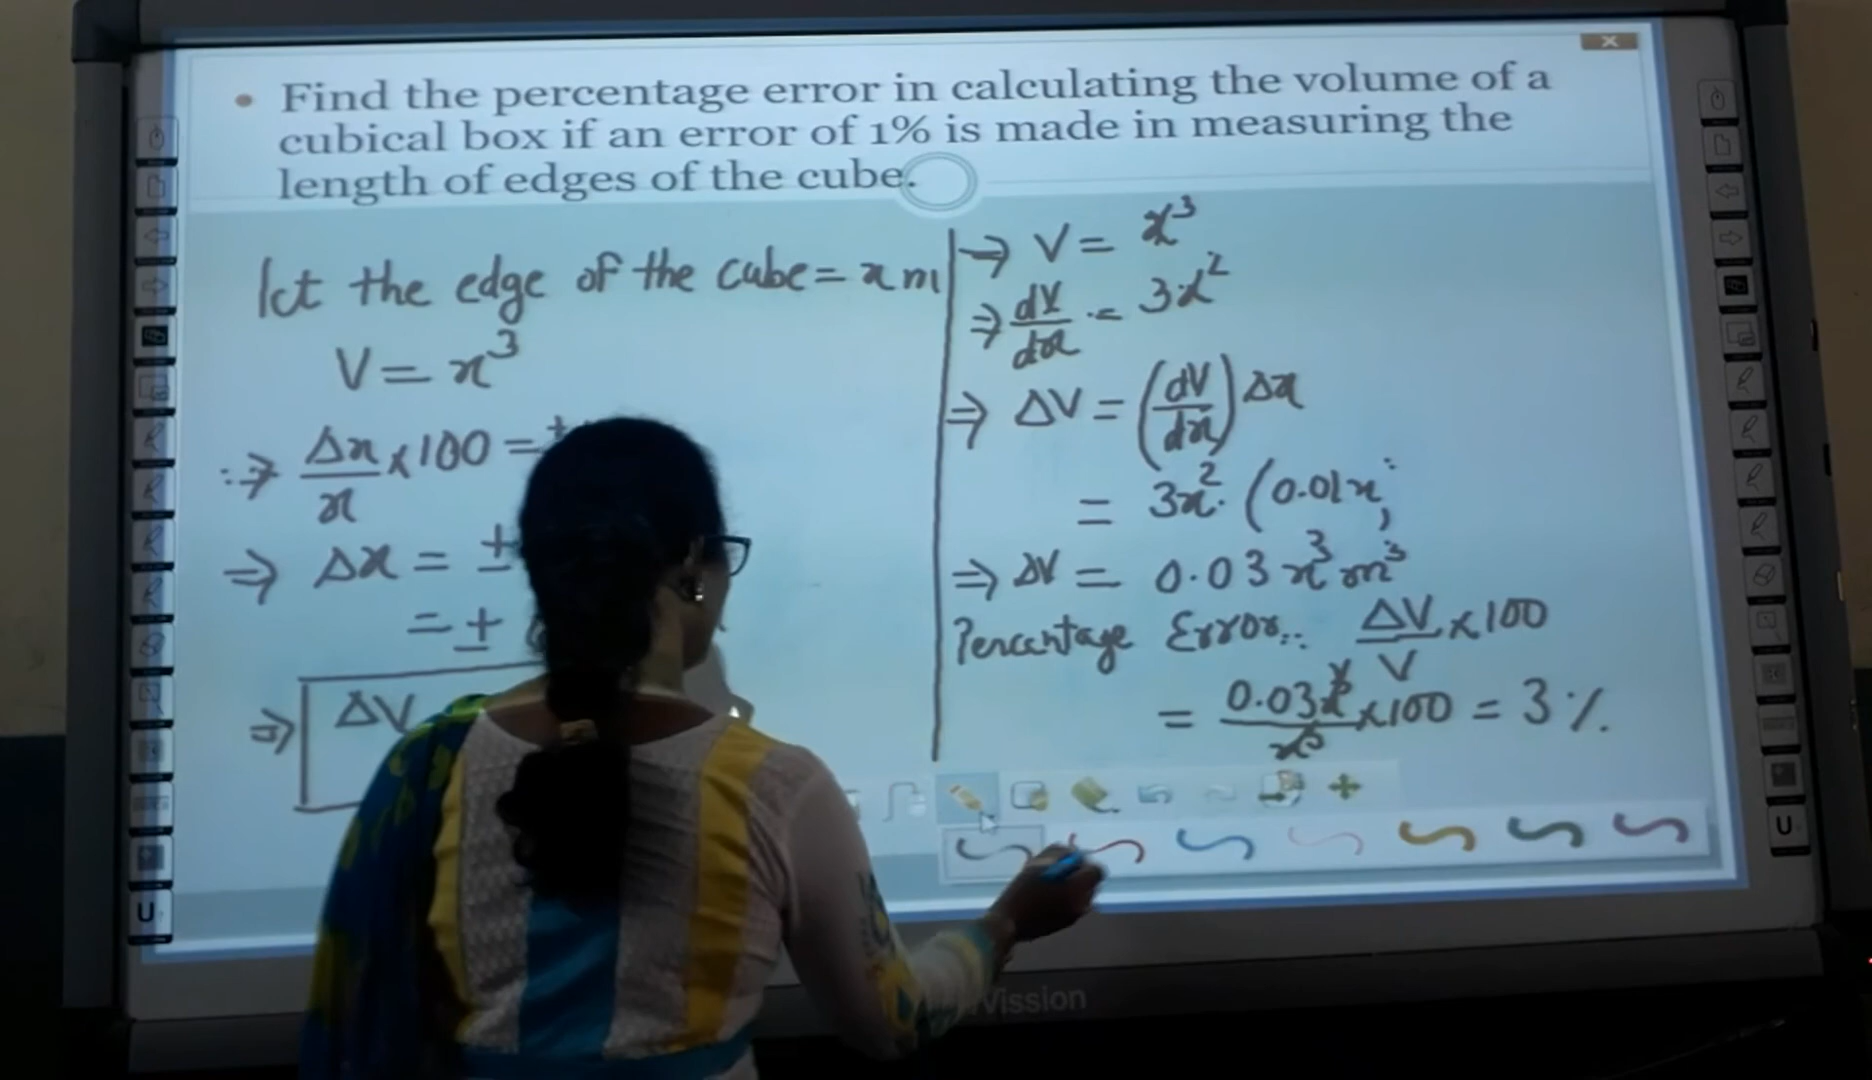 Find the percentage error in calculating the volume of a
cubical box if an error of 1% is made in measuring the
length of edges of the cube.
let the edge of the cube = x m
V = x³
⇒ Δx/x × 100 = ±
⇒ Δx = ±
= ±
⇒ ΔV
⇒ V = x³
⇒ dV/dx = 3x²
⇒ ΔV = (dV/dx) Δx
= 3x² (0.01x)
⇒ ΔV = 0.03 x³ m³
Percentage Error = ΔV/V × 100
= 0.03x³/x³ × 100 = 3%
Vission